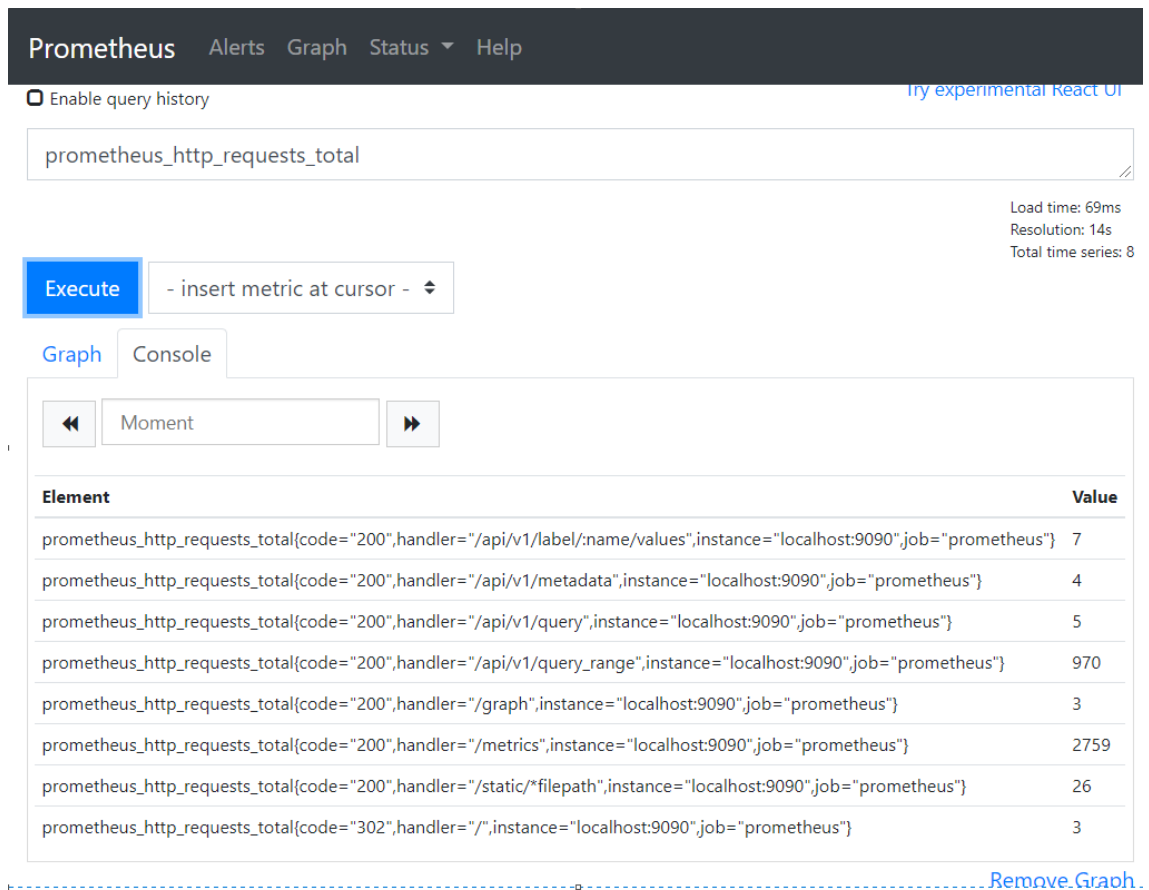 Prometheus Alerts Graph Status Help
Enable query history
Try experimental React UI
prometheus_http_requests_total
Load time: 69ms
Resolution: 14s
Total time series: 8
Execute
- insert metric at cursor -
Graph Console
Moment
Element Value
prometheus_http_requests_total{code="200",handler="/api/v1/label/:name/values",instance="localhost:9090",job="prometheus"} 7
prometheus_http_requests_total{code="200",handler="/api/v1/metadata",instance="localhost:9090",job="prometheus"} 4
prometheus_http_requests_total{code="200",handler="/api/v1/query",instance="localhost:9090",job="prometheus"} 5
prometheus_http_requests_total{code="200",handler="/api/v1/query_range",instance="localhost:9090",job="prometheus"} 970
prometheus_http_requests_total{code="200",handler="/graph",instance="localhost:9090",job="prometheus"} 3
prometheus_http_requests_total{code="200",handler="/metrics",instance="localhost:9090",job="prometheus"} 2759
prometheus_http_requests_total{code="200",handler="/static/*filepath",instance="localhost:9090",job="prometheus"} 26
prometheus_http_requests_total{code="302",handler="/",instance="localhost:9090",job="prometheus"} 3
Remove Graph